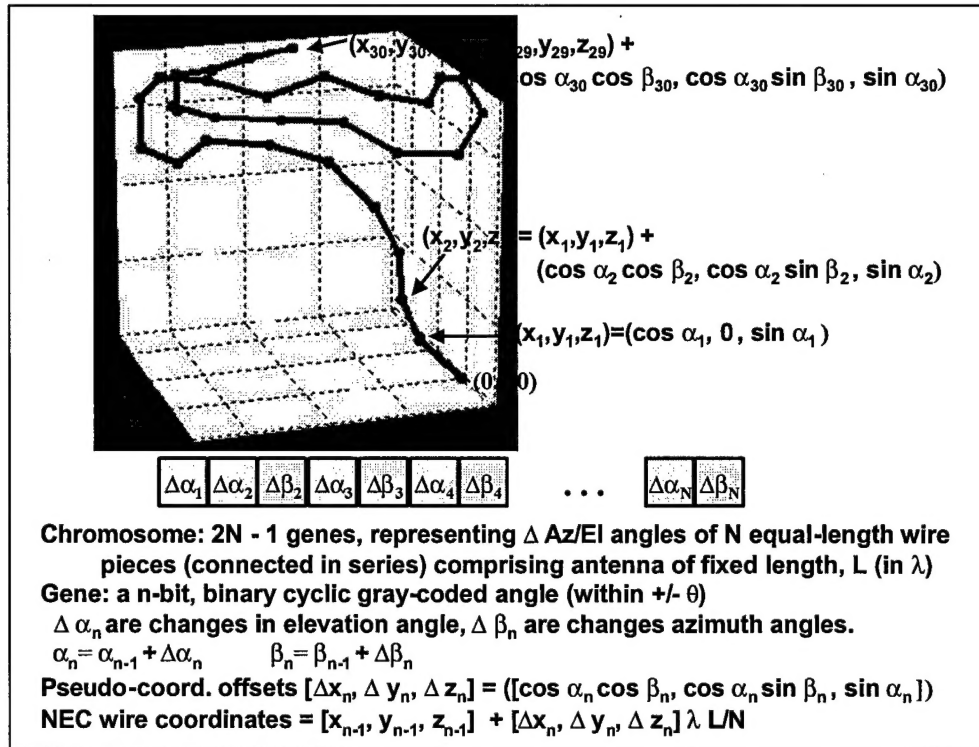 (x₃₀,y₃₀, ₂₉,y₂₉,z₂₉) +
cos α₃₀ cos β₃₀, cos α₃₀ sin β₃₀, sin α₃₀)
(x₂,y₂,z = (x₁,y₁,z₁) +
(cos α₂ cos β₂, cos α₂ sin β₂, sin α₂)
(x₁,y₁,z₁)=(cos α₁, 0, sin α₁)
(0 0)
Δα₁ Δα₂ Δβ₂ Δα₃ Δβ₃ Δα₄ Δβ₄ ... Δα_N Δβ_N
Chromosome: 2N - 1 genes, representing Δ Az/El angles of N equal-length wire
pieces (connected in series) comprising antenna of fixed length, L (in λ)
Gene: a n-bit, binary cyclic gray-coded angle (within +/- θ)
Δ αₙ are changes in elevation angle, Δ βₙ are changes azimuth angles.
αₙ= αₙ₋₁ + Δαₙ βₙ= βₙ₋₁ + Δβₙ
Pseudo-coord. offsets [Δxₙ, Δ yₙ, Δ zₙ] = ([cos αₙ cos βₙ, cos αₙ sin βₙ, sin αₙ])
NEC wire coordinates = [xₙ₋₁, yₙ₋₁, zₙ₋₁] + [Δxₙ, Δ yₙ, Δ zₙ] λ L/N